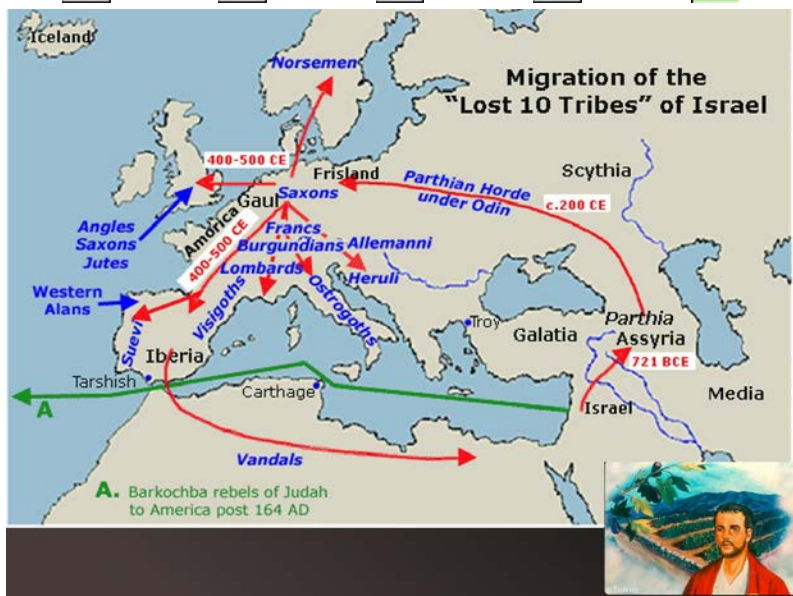 Iceland
Norsemen
Migration of the
"Lost 10 Tribes" of Israel
400-500 CE
Frisland
Scythia
Parthian Horde
under Odin
c.200 CE
Saxons
Gaul
Amorica
Angles
Saxons
Jutes
400-500 CE
Francs
Burgundians
Allemanni
Lombards
Heruli
Western
Alans
Visigoths
Ostrogoths
Suevi
Iberia
Troy
Galatia
Parthia
Assyria
721 BCE
Tarshish
Carthage
Media
Israel
A
Vandals
A. Barkochba rebels of Judah
to America post 164 AD